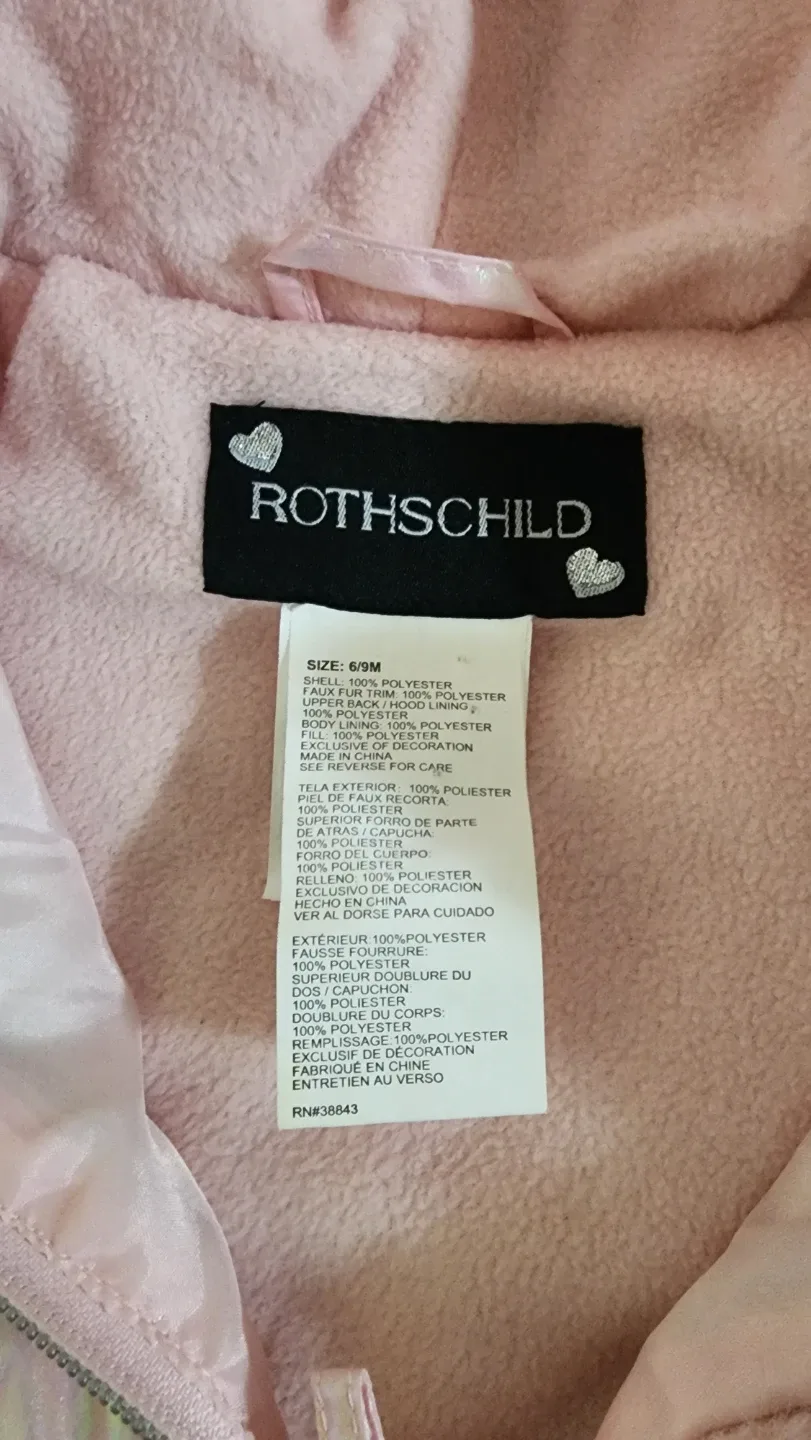 ROTHSCHILD
SIZE: 6/9M
SHELL: 100% POLYESTER
FAUX FUR TRIM: 100% POLYESTER
UPPER BACK / HOOD LINING
100% POLYESTER
BODY LINING: 100% POLYESTER
FILL: 100% POLYESTER
EXCLUSIVE OF DECORATION
MADE IN CHINA
SEE REVERSE FOR CARE
TELA EXTERIOR: 100% POLIESTER
PIEL DE FAUX RECORTA:
100% POLIESTER
SUPERIOR FORRO DE PARTE
DE ATRAS / CAPUCHA:
100% POLIESTER
FORRO DEL CUERPO:
100% POLIESTER
RELLENO: 100% POLIESTER
EXCLUSIVO DE DECORACION
HECHO EN CHINA
VER AL DORSE PARA CUIDADO
EXTÉRIEUR:100%POLYESTER
FAUSSE FOURRURE:
100% POLYESTER
SUPERIEUR DOUBLURE DU
DOS / CAPUCHON:
100% POLIESTER
DOUBLURE DU CORPS:
100% POLYESTER
REMPLISSAGE:100%POLYESTER
EXCLUSIF DE DÉCORATION
FABRIQUÉ EN CHINE
ENTRETIEN AU VERSO
RN#38843